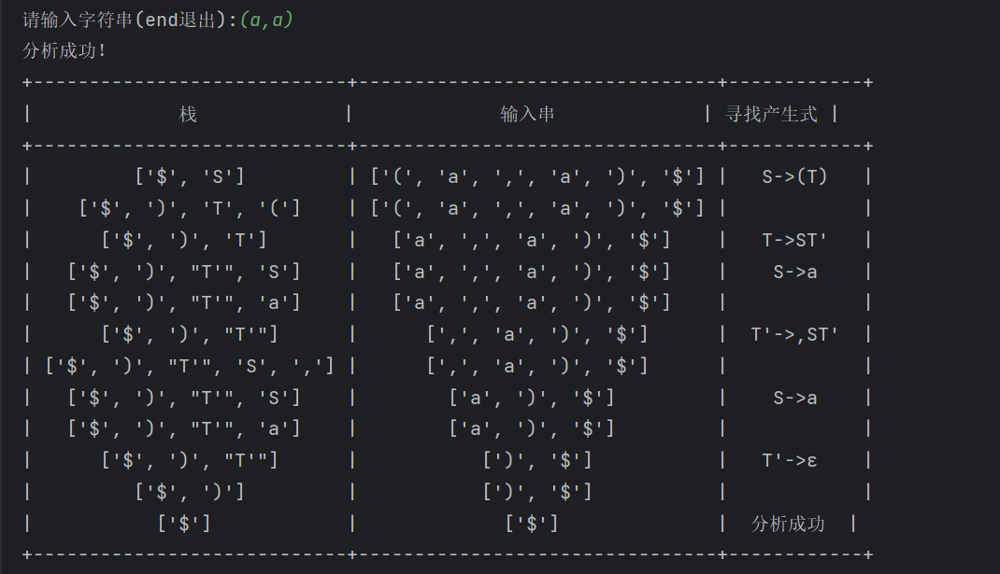 请输入字符串(end退出):(a,a)
分析成功!
+----------------------------+--------------------------------+------------+
|             栈             |             输入串             | 寻找产生式 |
+----------------------------+--------------------------------+------------+
|         ['$', 'S']         | ['(', 'a', ',', 'a', ')', '$'] |   S->(T)   |
|    ['$', ')', 'T', '(']    | ['(', 'a', ',', 'a', ')', '$'] |            |
|      ['$', ')', 'T']       |   ['a', ',', 'a', ')', '$']    |   T->ST'   |
|   ['$', ')', "T'", 'S']    |   ['a', ',', 'a', ')', '$']    |    S->a    |
|   ['$', ')', "T'", 'a']    |   ['a', ',', 'a', ')', '$']    |            |
|      ['$', ')', "T'"]      |      [',', 'a', ')', '$']      |  T'->,ST'  |
| ['$', ')', "T'", 'S', ','] |      [',', 'a', ')', '$']      |            |
|   ['$', ')', "T'", 'S']    |        ['a', ')', '$']         |    S->a    |
|   ['$', ')', "T'", 'a']    |        ['a', ')', '$']         |            |
|      ['$', ')', "T'"]      |           [')', '$']           |   T'->ε    |
|         ['$', ')']         |           [')', '$']           |            |
|           ['$']            |             ['$']              |  分析成功  |
+----------------------------+--------------------------------+------------+